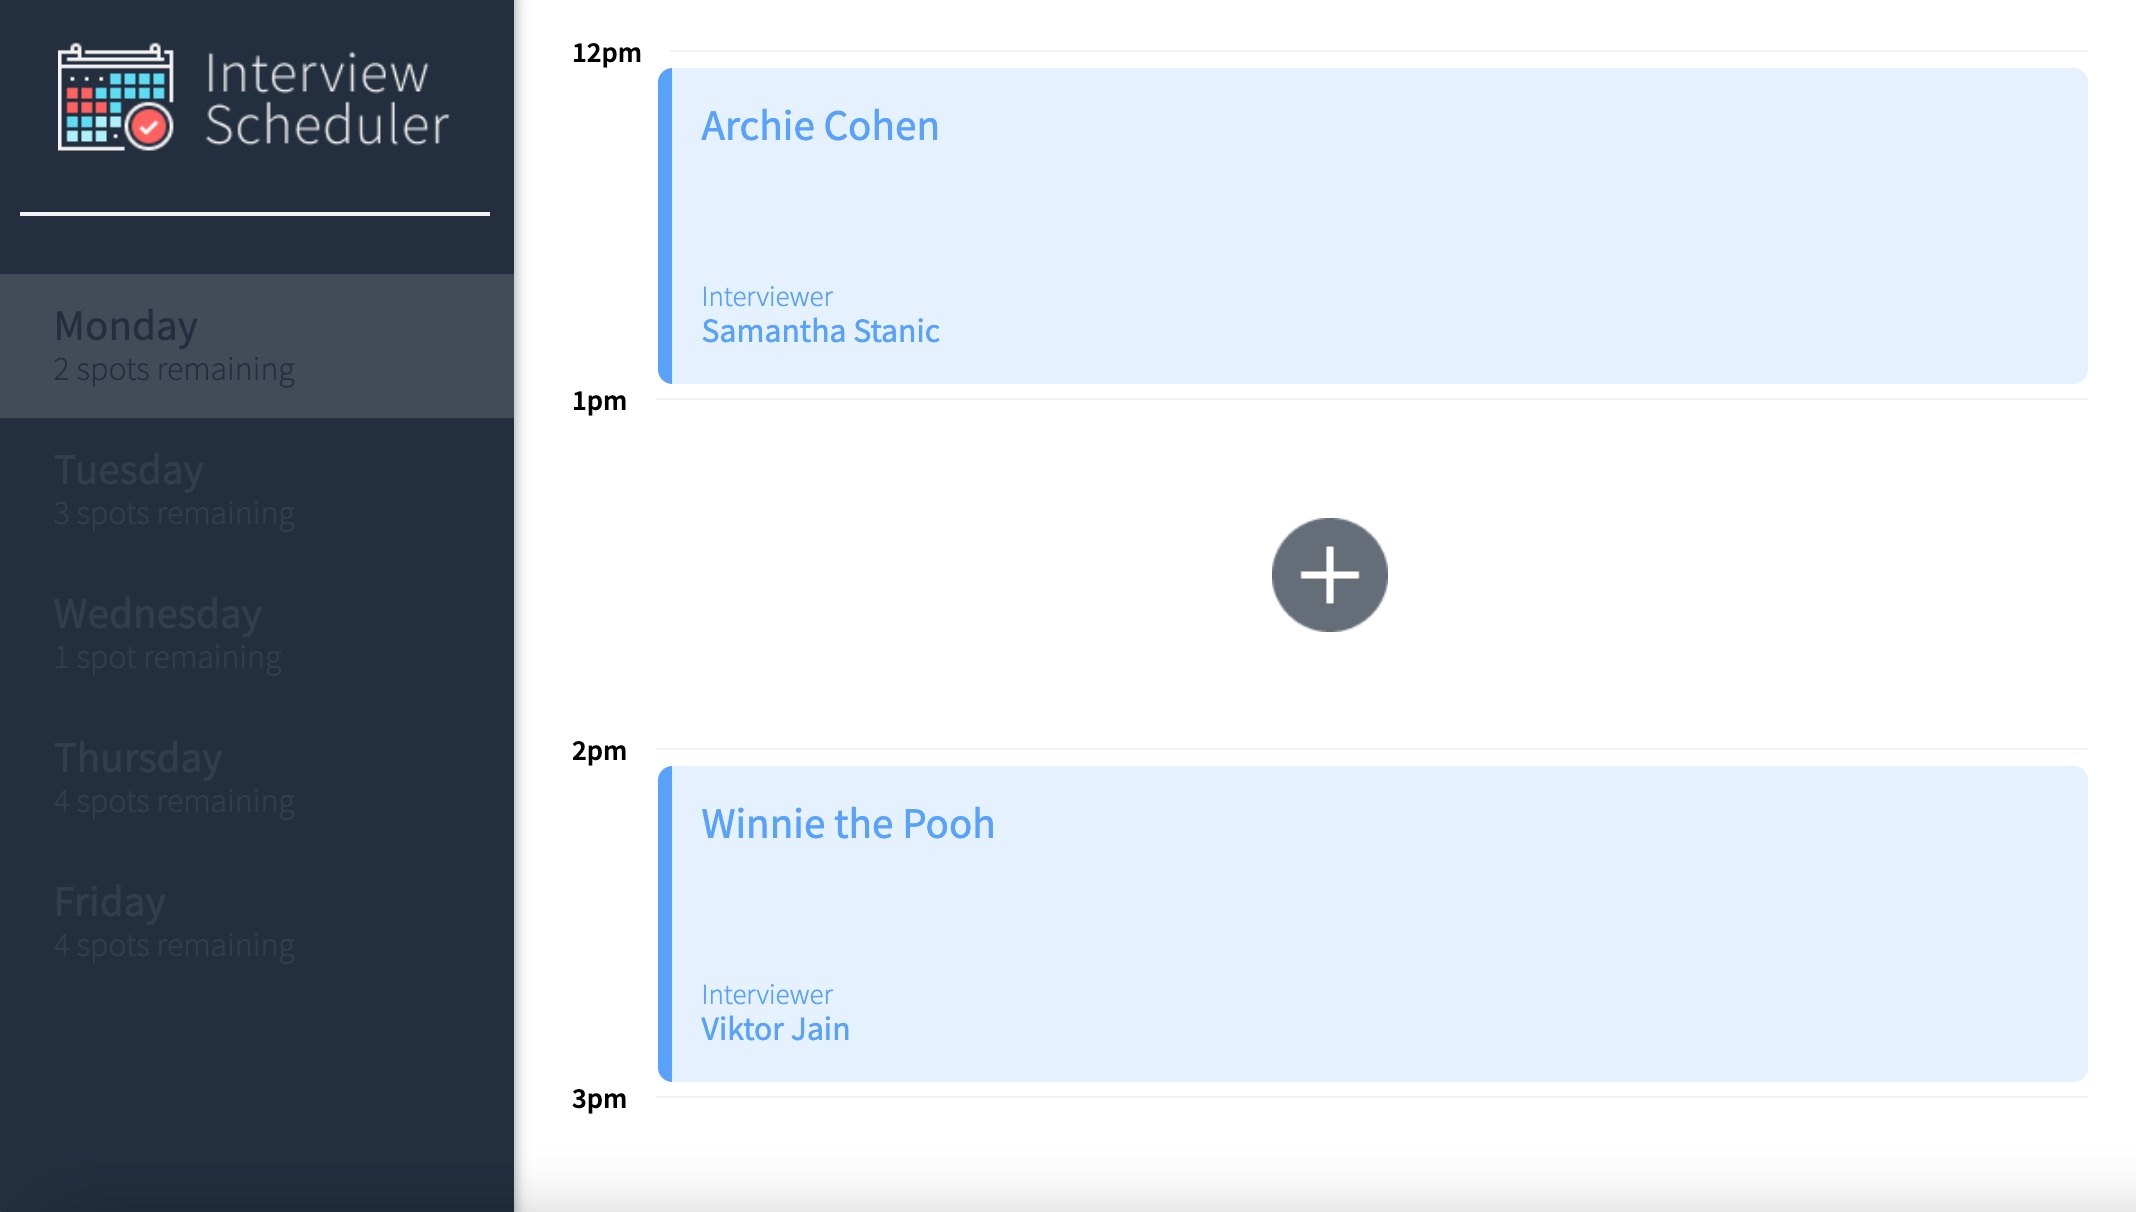 Interview
Scheduler
Monday
2 spots remaining
Tuesday
3 spots remaining
Wednesday
1 spot remaining
Thursday
4 spots remaining
Friday
4 spots remaining
12pm
Archie Cohen
Interviewer
Samantha Stanic
1pm
2pm
Winnie the Pooh
Interviewer
Viktor Jain
3pm